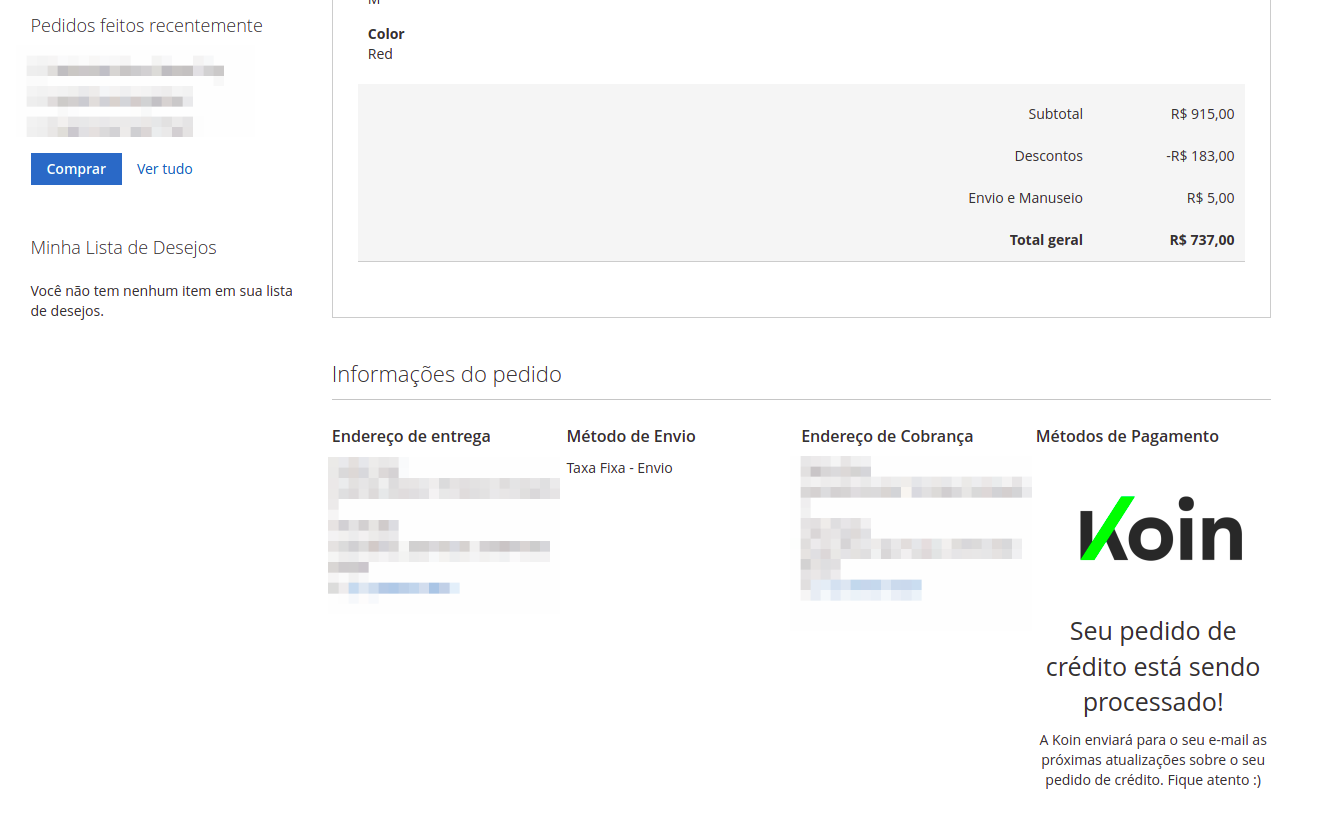 Pedidos feitos recentemente
Comprar
Ver tudo
Minha Lista de Desejos
Você não tem nenhum item em sua lista
de desejos.
M
Color
Red
Subtotal R$ 915,00
Descontos -R$ 183,00
Envio e Manuseio R$ 5,00
Total geral R$ 737,00
Informações do pedido
Endereço de entrega
Método de Envio
Taxa Fixa - Envio
Endereço de Cobrança
Métodos de Pagamento
Koin
Seu pedido de
crédito está sendo
processado!
A Koin enviará para o seu e-mail as
próximas atualizações sobre o seu
pedido de crédito. Fique atento :)